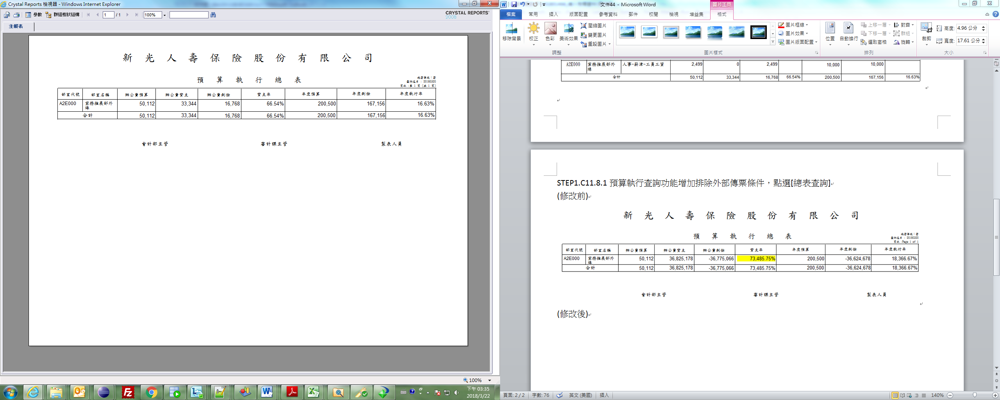 Crystal Reports 檢視器 - Windows Internet Explorer
參數 群組樹狀結構 1 / 1 100%
CRYSTAL REPORTS
2008
主報表
新光人壽保險股份有限公司
預算執行總表
機密等級：密
查詢迄日 : 20180320
頁次 :第 1 頁 (共 1 頁)
部室代號 部室名稱 辦公費預算 辦公費實支 辦公費剩餘 實支率 年度預算 年度剩餘 年度執行率
A2E000 業務推展部外埠 50,112 33,344 16,768 66.54% 200,500 167,156 16.63%
合計 50,112 33,344 16,768 66.54% 200,500 167,156 16.63%
會計部主管 審計課主管 製表人員
100%
下午 03:35
2018/3/22
文件44 - Microsoft Word
圖片工具
檔案 常用 插入 版面配置 參考資料 郵件 校閱 檢視 增益集 格式
移除背景 校正 色彩 美術效果 壓縮圖片 變更圖片 重設圖片
調整
圖片樣式
圖片框線 圖片效果 圖片版面配置
位置 自動換行 上移一層 下移一層 選取窗格 對齊 群組 旋轉
排列
裁剪 高度: 4.96 公分
寬度: 17.61 公分
大小
A2E000 業務推展部外埠 人事-薪津-工員工資 2,499 0 2,499 10,000 10,000
合計 50,112 33,344 16,768 66.54% 200,500 167,156 16.63%
STEP1.C11.8.1 預算執行查詢功能增加排除外部傳票條件，點選[總表查詢]
(修改前)
新光人壽保險股份有限公司
預算執行總表
機密等級：密
查詢迄日 : 20180320
頁次 :Page 1 of 1
部室代號 部室名稱 辦公費預算 辦公費實支 辦公費剩餘 實支率 年度預算 年度剩餘 年度執行率
A2E000 業務推展部外埠 50,112 36,825,178 -36,775,066 73,485.75% 200,500 -36,624,678 18,366.67%
合計 50,112 36,825,178 -36,775,066 73,485.75% 200,500 -36,624,678 18,366.67%
會計部主管 審計課主管 製表人員
(修改後)
頁面: 2 / 2 字數: 76 英文 (美國) 插入 140%